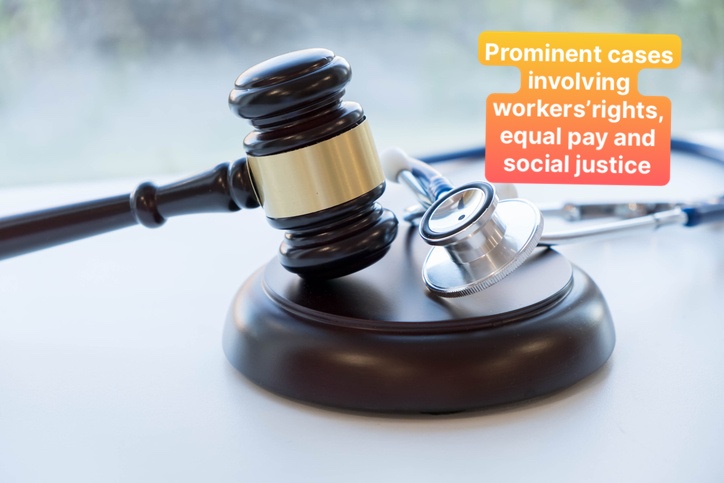 Prominent cases
involving
workers’rights,
equal pay and
social justice